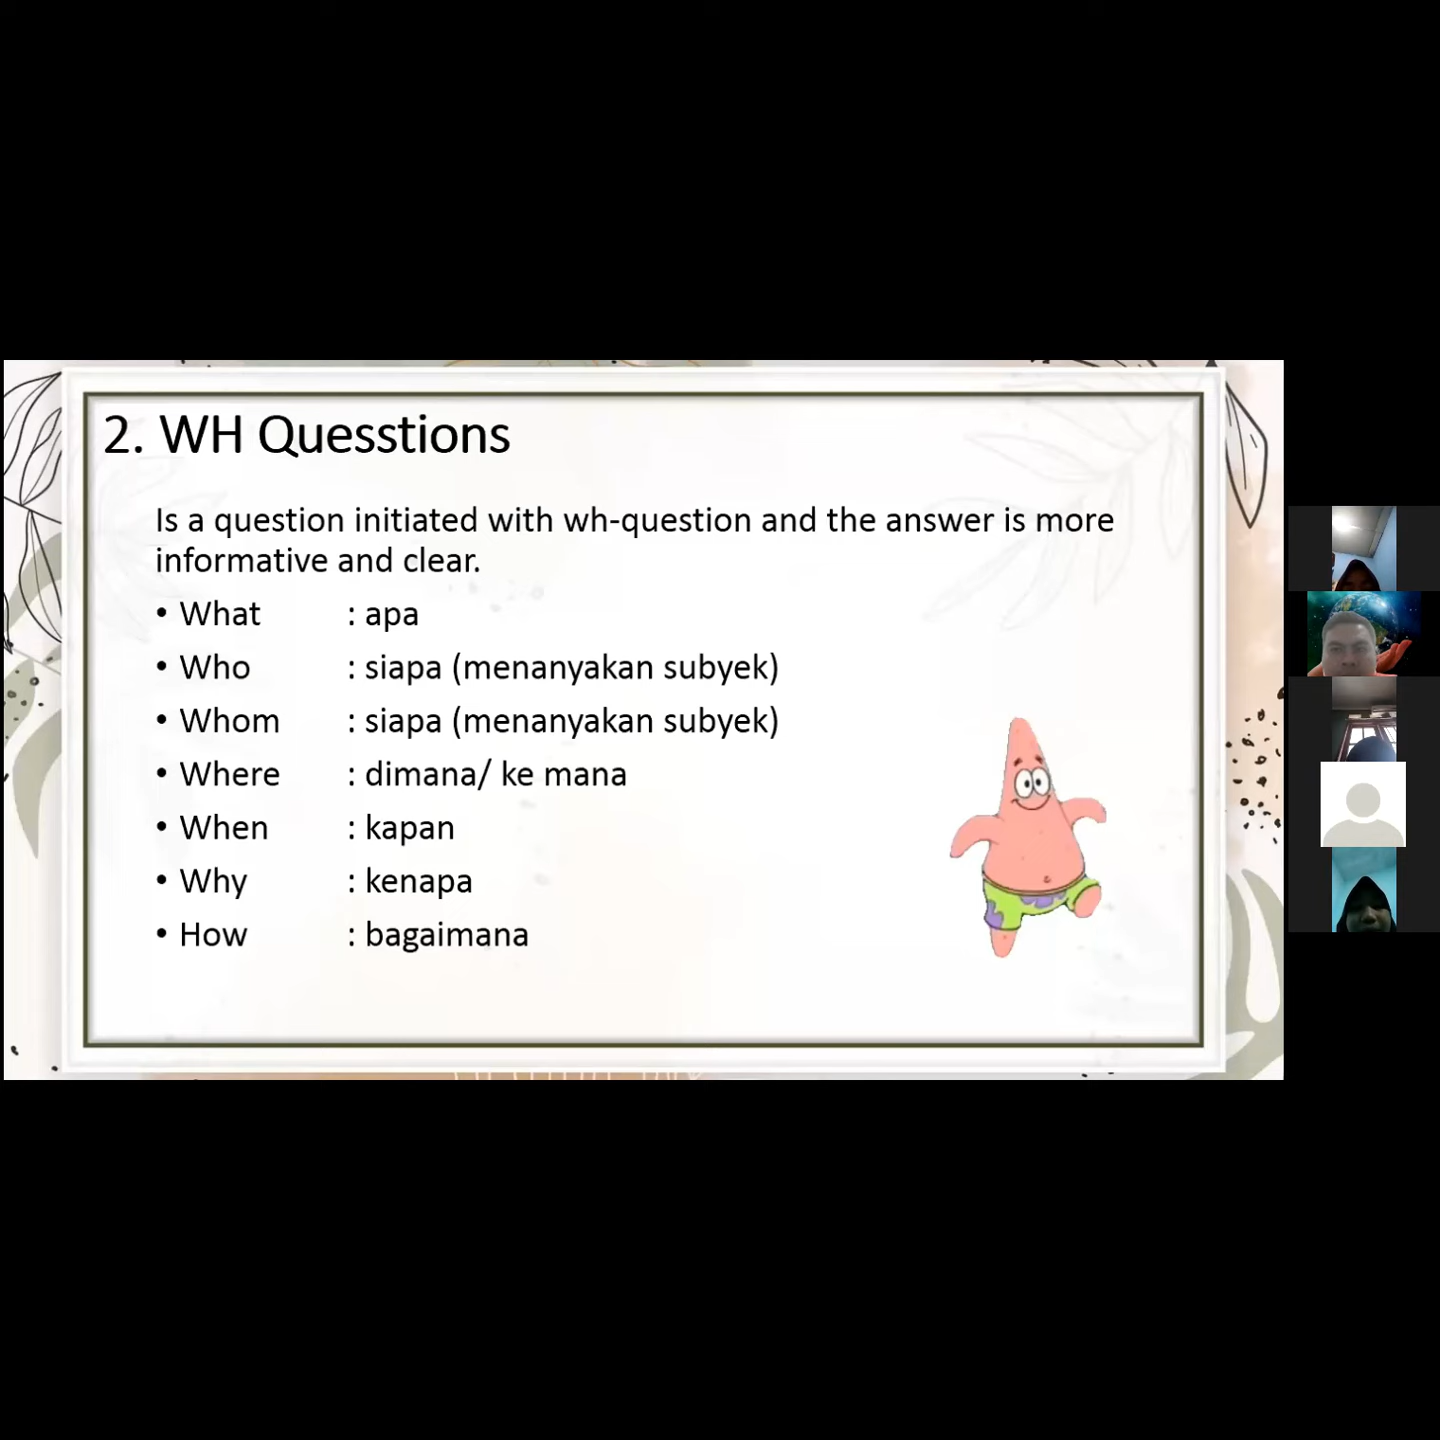 2. WH Quesstions
Is a question initiated with wh-question and the answer is more
informative and clear.
• What : apa
• Who : siapa (menanyakan subyek)
• Whom : siapa (menanyakan subyek)
• Where : dimana/ ke mana
• When : kapan
• Why : kenapa
• How : bagaimana